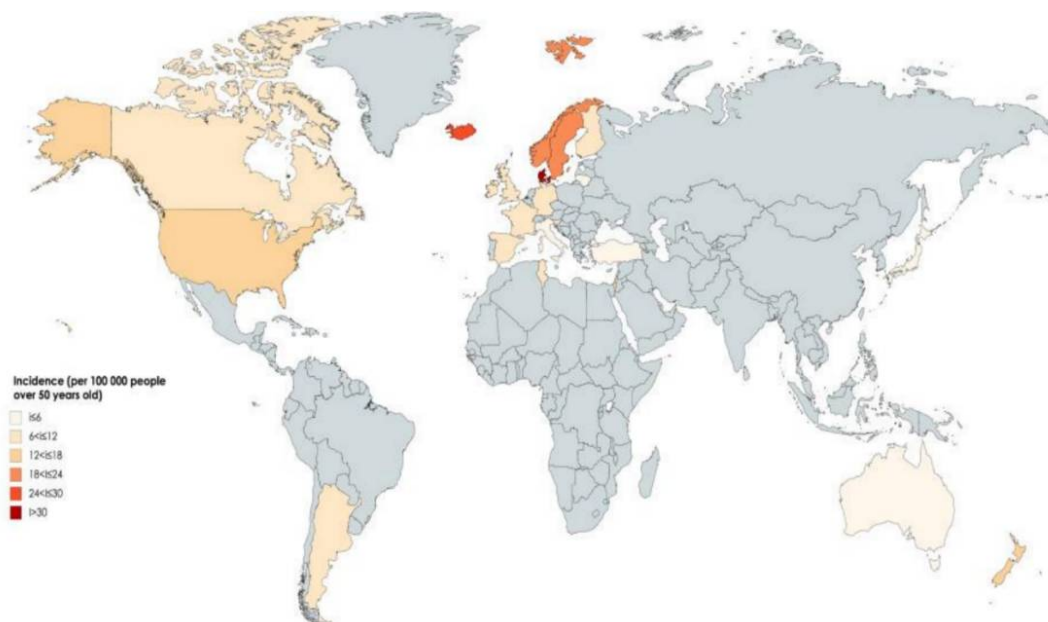 Incidence (per 100 000 people
over 50 years old)
i≤6
6<i≤12
12<i≤18
18<i≤24
24<i≤30
i>30